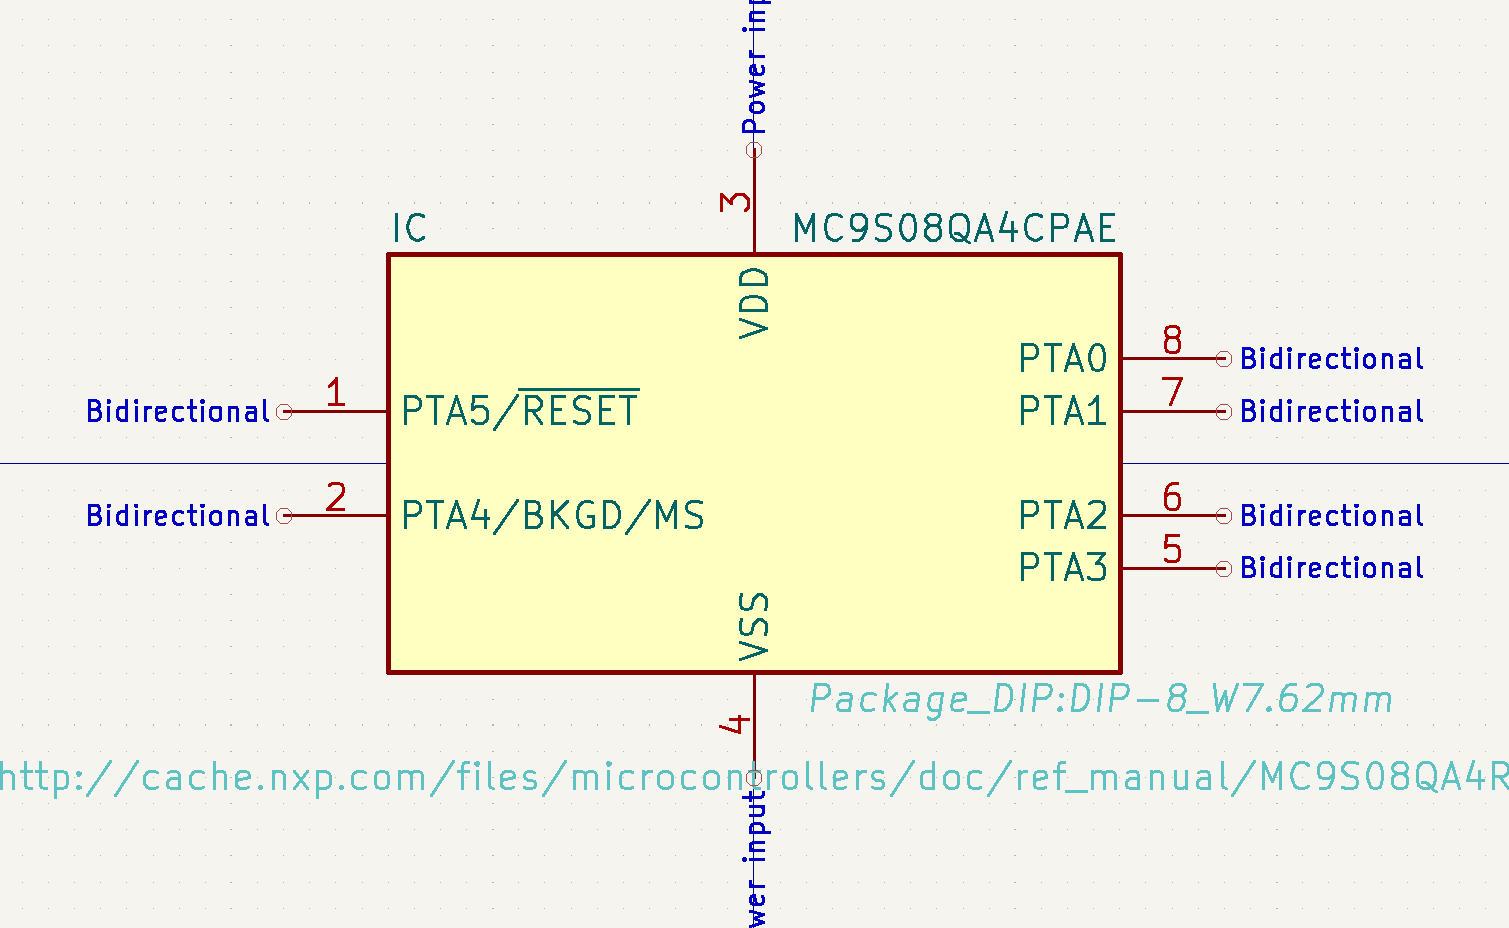 Power inp
3
IC
MC9S08QA4CPAE
VDD
PTA0
8
Bidirectional
Bidirectional
1
PTA5/RESET
PTA1
7
Bidirectional
Bidirectional
2
PTA4/BKGD/MS
PTA2
6
Bidirectional
PTA3
5
Bidirectional
VSS
4
Package_DIP:DIP-8_W7.62mm
http://cache.nxp.com/files/microcontrollers/doc/ref_manual/MC9S08QA4R
wer input